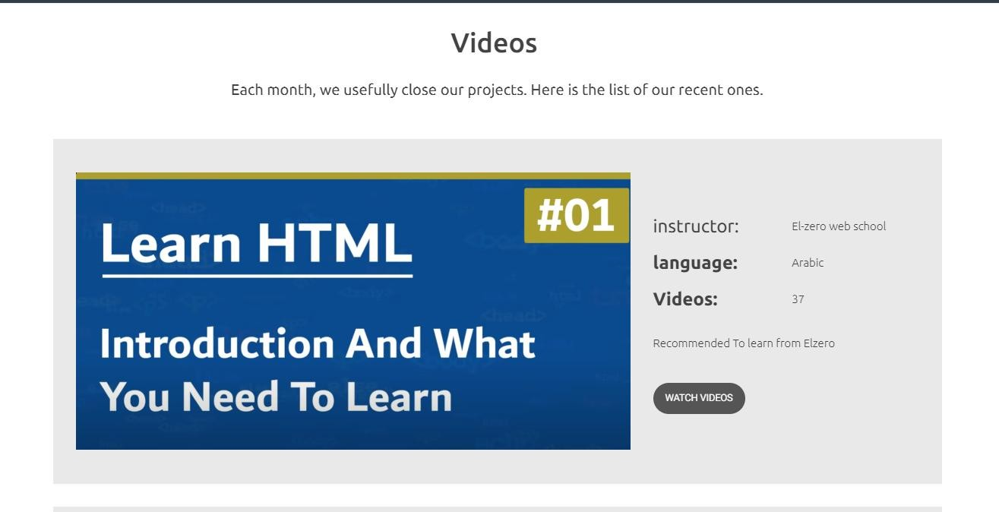 Videos
Each month, we usefully close our projects. Here is the list of our recent ones.
#01
Learn HTML
Introduction And What
You Need To Learn
instructor: El-zero web school
language: Arabic
Videos: 37
Recommended To learn from Elzero
WATCH VIDEOS